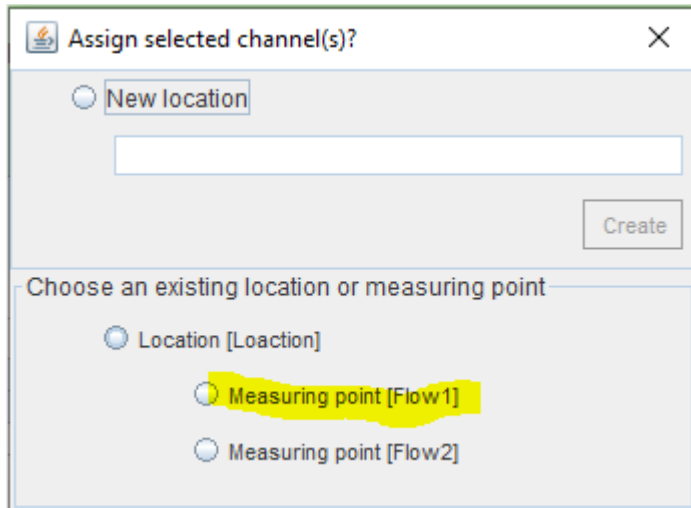 Assign selected channel(s)?
New location
Create
Choose an existing location or measuring point
Location [Loaction]
Measuring point [Flow1]
Measuring point [Flow2]